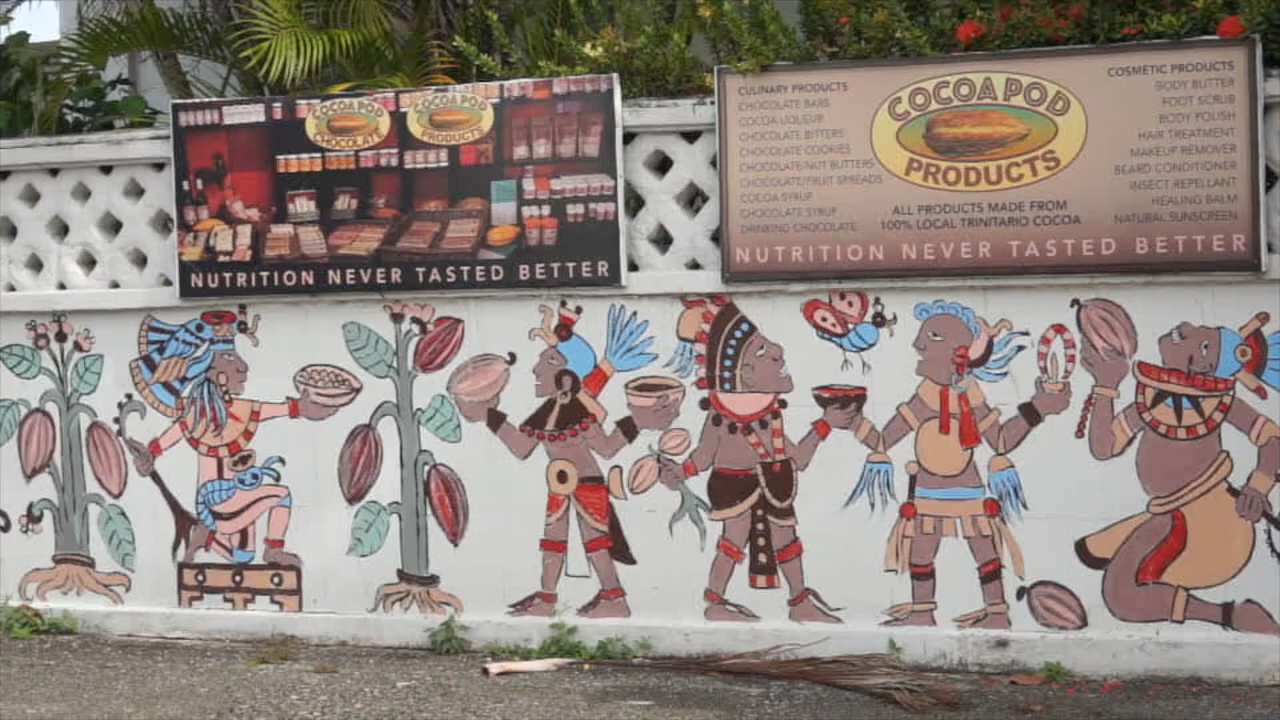 COCOA POD
CHOCOLATE
COCOA POD
PRODUCTS
NUTRITION NEVER TASTED BETTER
CULINARY PRODUCTS
CHOCOLATE BARS
COCOA LIQUEUR
CHOCOLATE BITTERS
CHOCOLATE COOKIES
CHOCOLATE/NUT BUTTERS
CHOCOLATE/FRUIT SPREADS
COCOA SYRUP
CHOCOLATE SYRUP
DRINKING CHOCOLATE
COCOA POD
PRODUCTS
ALL PRODUCTS MADE FROM
100% LOCAL TRINITARIO COCOA
COSMETIC PRODUCTS
BODY BUTTER
FOOT SCRUB
BODY POLISH
HAIR TREATMENT
MAKEUP REMOVER
BEARD CONDITIONER
INSECT REPELLANT
HEALING BALM
NATURAL SUNSCREEN
NUTRITION NEVER TASTED BETTER